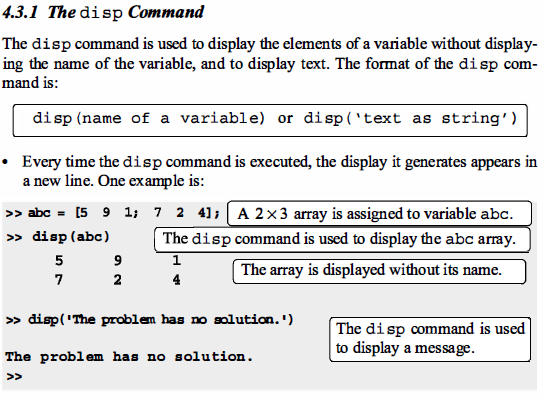 4.3.1 The disp Command
The disp command is used to display the elements of a variable without display-
ing the name of the variable, and to display text. The format of the disp com-
mand is:
disp(name of a variable) or disp(‘text as string’)
• Every time the disp command is executed, the display it generates appears in
a new line. One example is:
>> abc = [5 9 1; 7 2 4]; A 2×3 array is assigned to variable abc.
>> disp(abc) The disp command is used to display the abc array.
5 9 1
The array is displayed without its name.
7 2 4
>> disp('The problem has no solution.')
The disp command is used
to display a message.
The problem has no solution.
>>